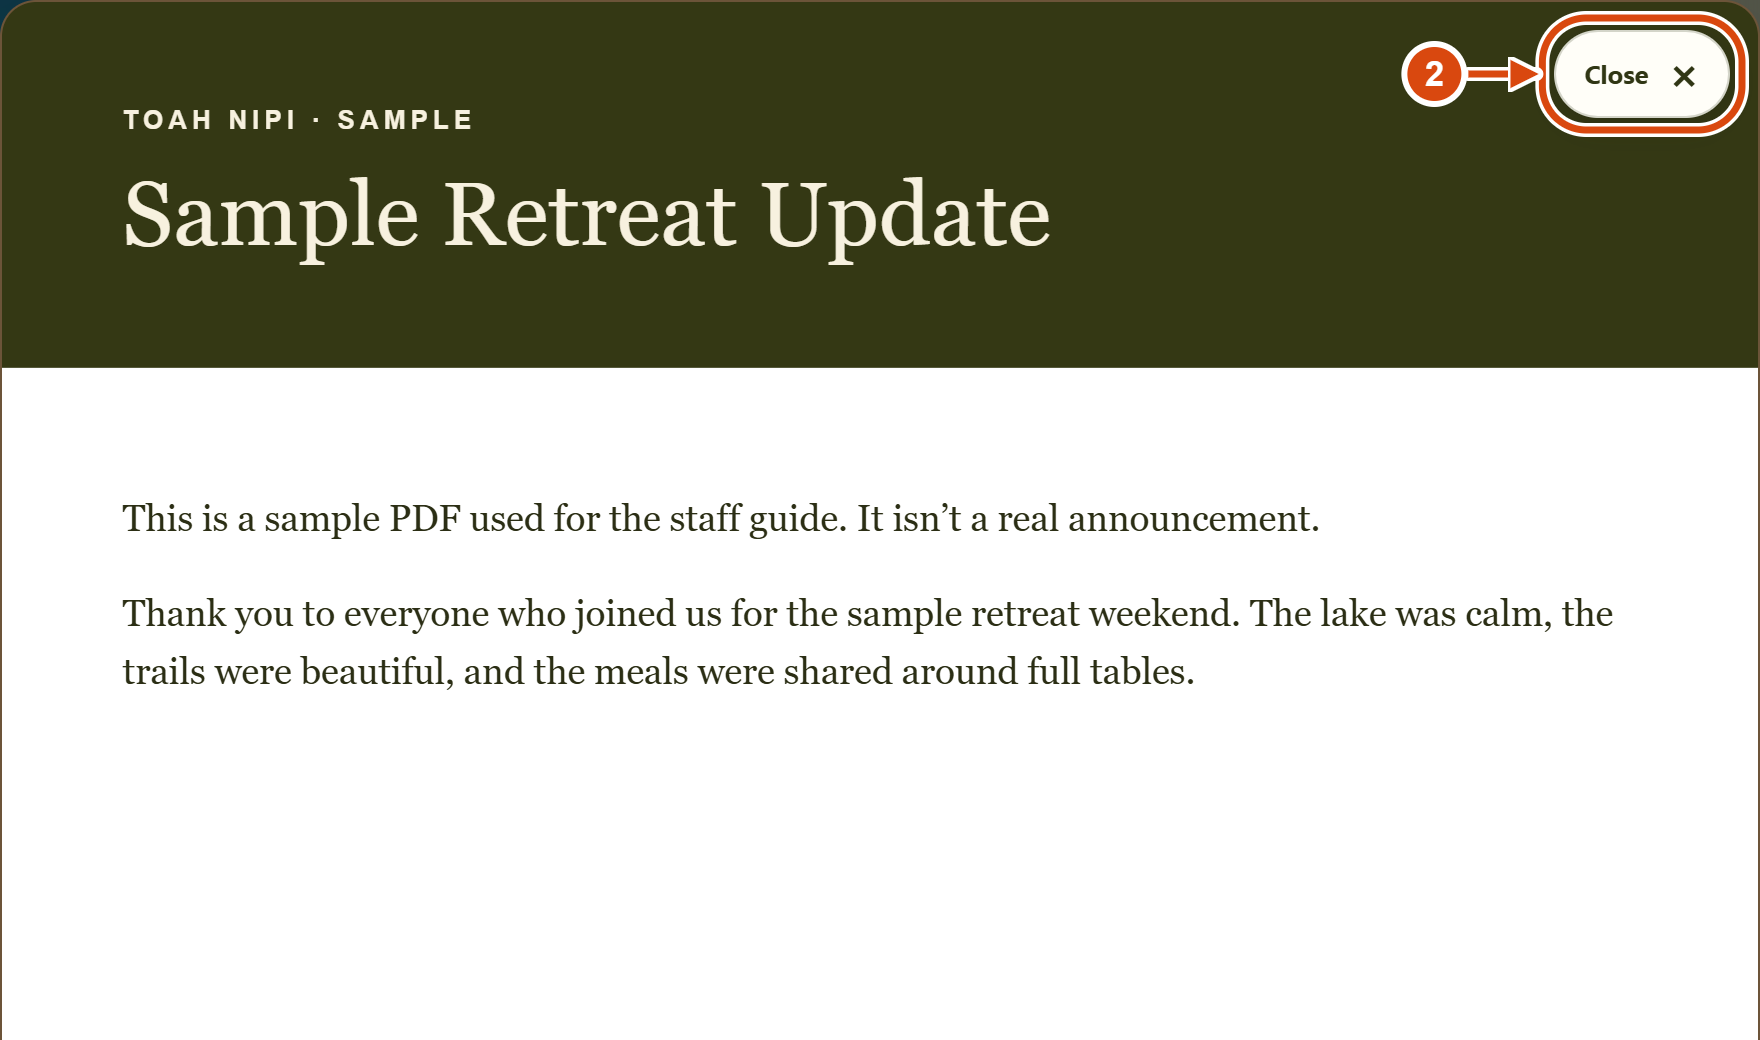 2
Close ✕
TOAH NIPI · SAMPLE
Sample Retreat Update
This is a sample PDF used for the staff guide. It isn’t a real announcement.
Thank you to everyone who joined us for the sample retreat weekend. The lake was calm, the
trails were beautiful, and the meals were shared around full tables.